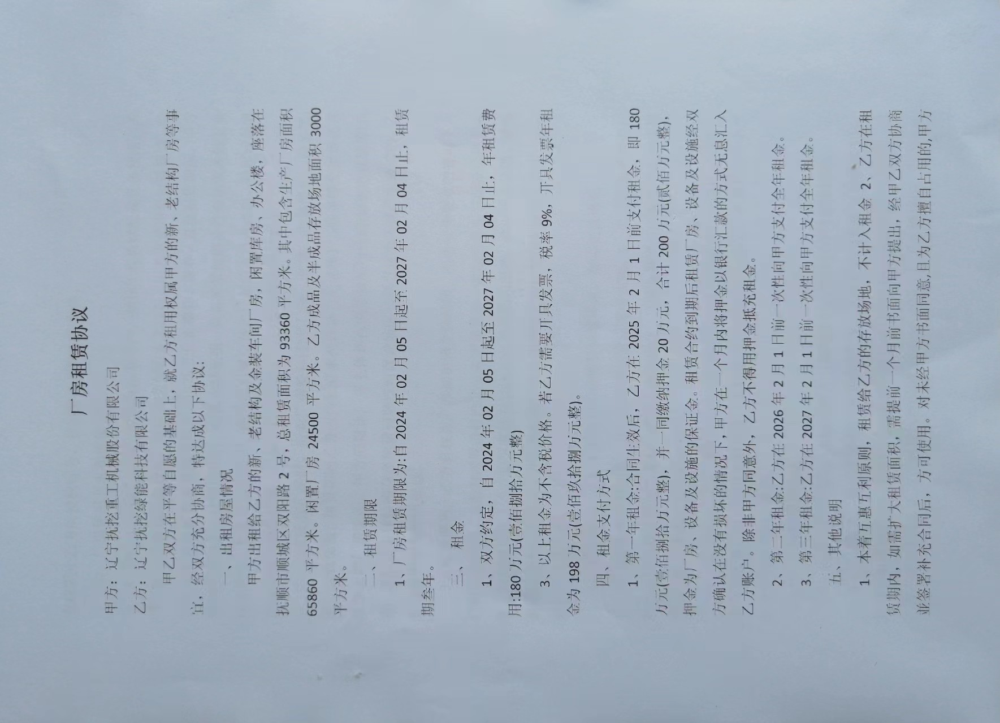 厂房租赁协议
甲方：辽宁抚挖重工机械股份有限公司
乙方：辽宁抚挖绿能科技有限公司
甲乙双方在平等自愿的基础上，就乙方租用权属甲方的新、老结构厂房等事
宜，经双方充分协商，特达成以下协议：
一、出租房屋情况
甲方出租给乙方的新、老结构及金装车间厂房，闲置库房、办公楼，座落在
抚顺市顺城区双阳路 2 号，总租赁面积为 93360 平方米。其中包含生产厂房面积
65860 平方米。闲置厂房 24500 平方米。乙方成品及半成品存放场地面积 3000
平方米。
二、租赁期限
1、厂房租赁期限为:自 2024 年 02 月 05 日起至 2027 年 02 月 04 日止，租赁
期叁年。
三、 租金
1、双方约定，自 2024 年 02 月 05 日起至 2027 年 02 月 04 日止，年租赁费
用:180 万元(壹佰捌拾万元整)
3、以上租金为不含税价格。若乙方需要开具发票，税率 9%，开具发票年租
金为 198 万元(壹佰玖拾捌万元整)。
四、租金支付方式
1、第一年租金:合同生效后，乙方在 2025 年 2 月 1 日前支付租金，即 180
万元(壹佰捌拾万元整)，并一同缴纳押金 20 万元，合计 200 万元(贰佰万元整)，
押金为厂房、设备及设施的保证金。租赁合约到期后租赁厂房、设备及设施经双
方确认在没有损坏的情况下,甲方在一个月内将押金以银行汇款的方式无息汇入
乙方账户。除非甲方同意外，乙方不得用押金抵充租金。
2、第二年租金:乙方在 2026 年 2 月 1 日前一次性向甲方支付全年租金。
3、第三年租金:乙方在 2027 年 2 月 1 日前一次性向甲方支付全年租金。
五、其他说明
1、本着互惠互利原则，租赁给乙方的存放场地，不计入租金 2、乙方在租
赁期内，如需扩大租赁面积，需提前一个月前书面向甲方提出，经甲乙双方协商
並签署补充合同后，方可使用。对未经甲方书面同意,且为乙方擅自占用的,甲方